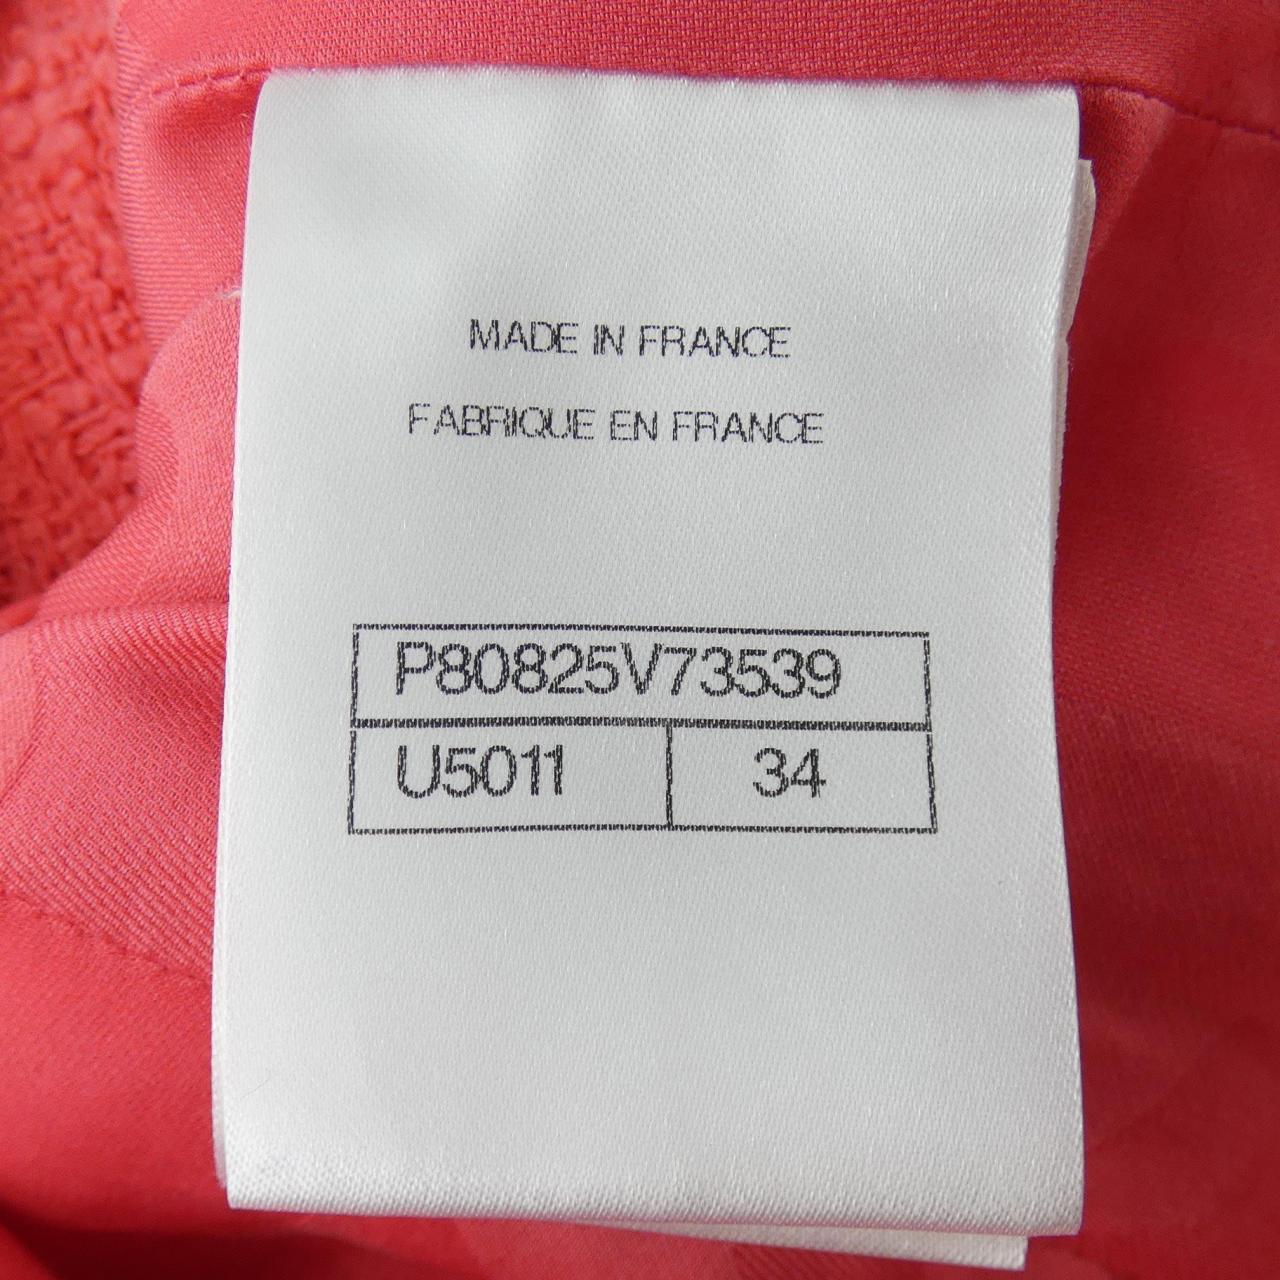 MADE IN FRANCE
FABRIQUE EN FRANCE
P80825V73539
U5011 34